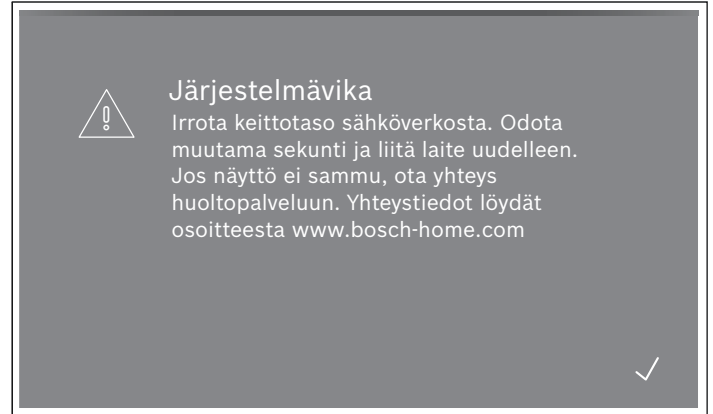 Järjestelmävika
Irrota keittotaso sähköverkosta. Odota
muutama sekunti ja liitä laite uudelleen.
Jos näyttö ei sammu, ota yhteys
huoltopalveluun. Yhteystiedot löydät
osoitteesta www.bosch-home.com